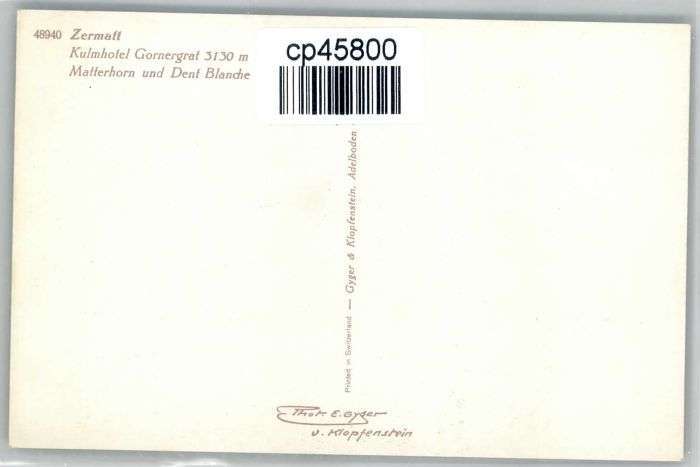 48940 Zermatt
Kulmhotel Gornergrat 3130 m
Matterhorn und Dent Blanche
cp45800
Printed in Switzerland — Gyger & Klopfenstein, Adelboden
Phot. E. Gyger
u. Klopfenstein